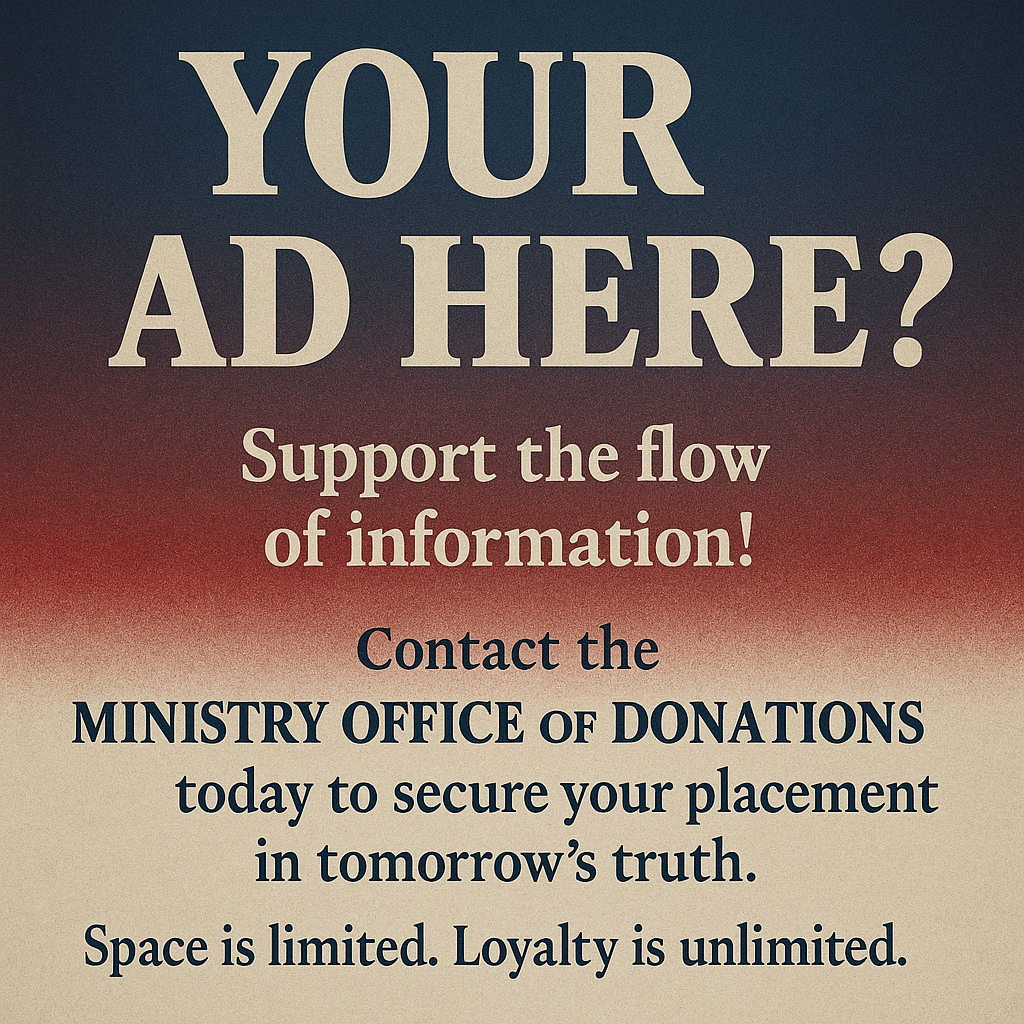 YOUR
AD HERE?
Support the flow
of information!
Contact the
MINISTRY OFFICE OF DONATIONS
today to secure your placement
in tomorrow’s truth.
Space is limited. Loyalty is unlimited.